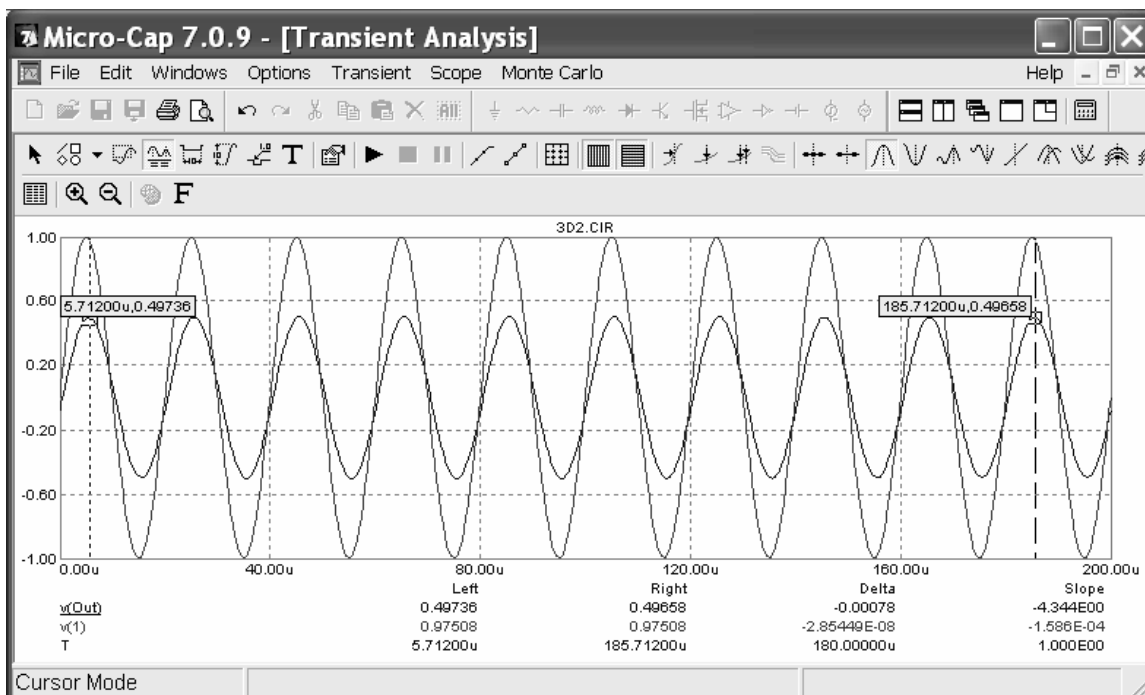 Micro-Cap 7.0.9 - [Transient Analysis]
File Edit Windows Options Transient Scope Monte Carlo Help
T
F
3D2.CIR
1.00
0.60
0.20
-0.20
-0.60
-1.00
5.71200u,0.49736
185.71200u,0.49658
0.00u 40.00u 80.00u 120.00u 160.00u 200.00u
Left Right Delta Slope
v(Out) 0.49736 0.49658 -0.00078 -4.344E00
v(1) 0.97508 0.97508 -2.85449E-08 -1.586E-04
T 5.71200u 185.71200u 180.00000u 1.000E00
Cursor Mode